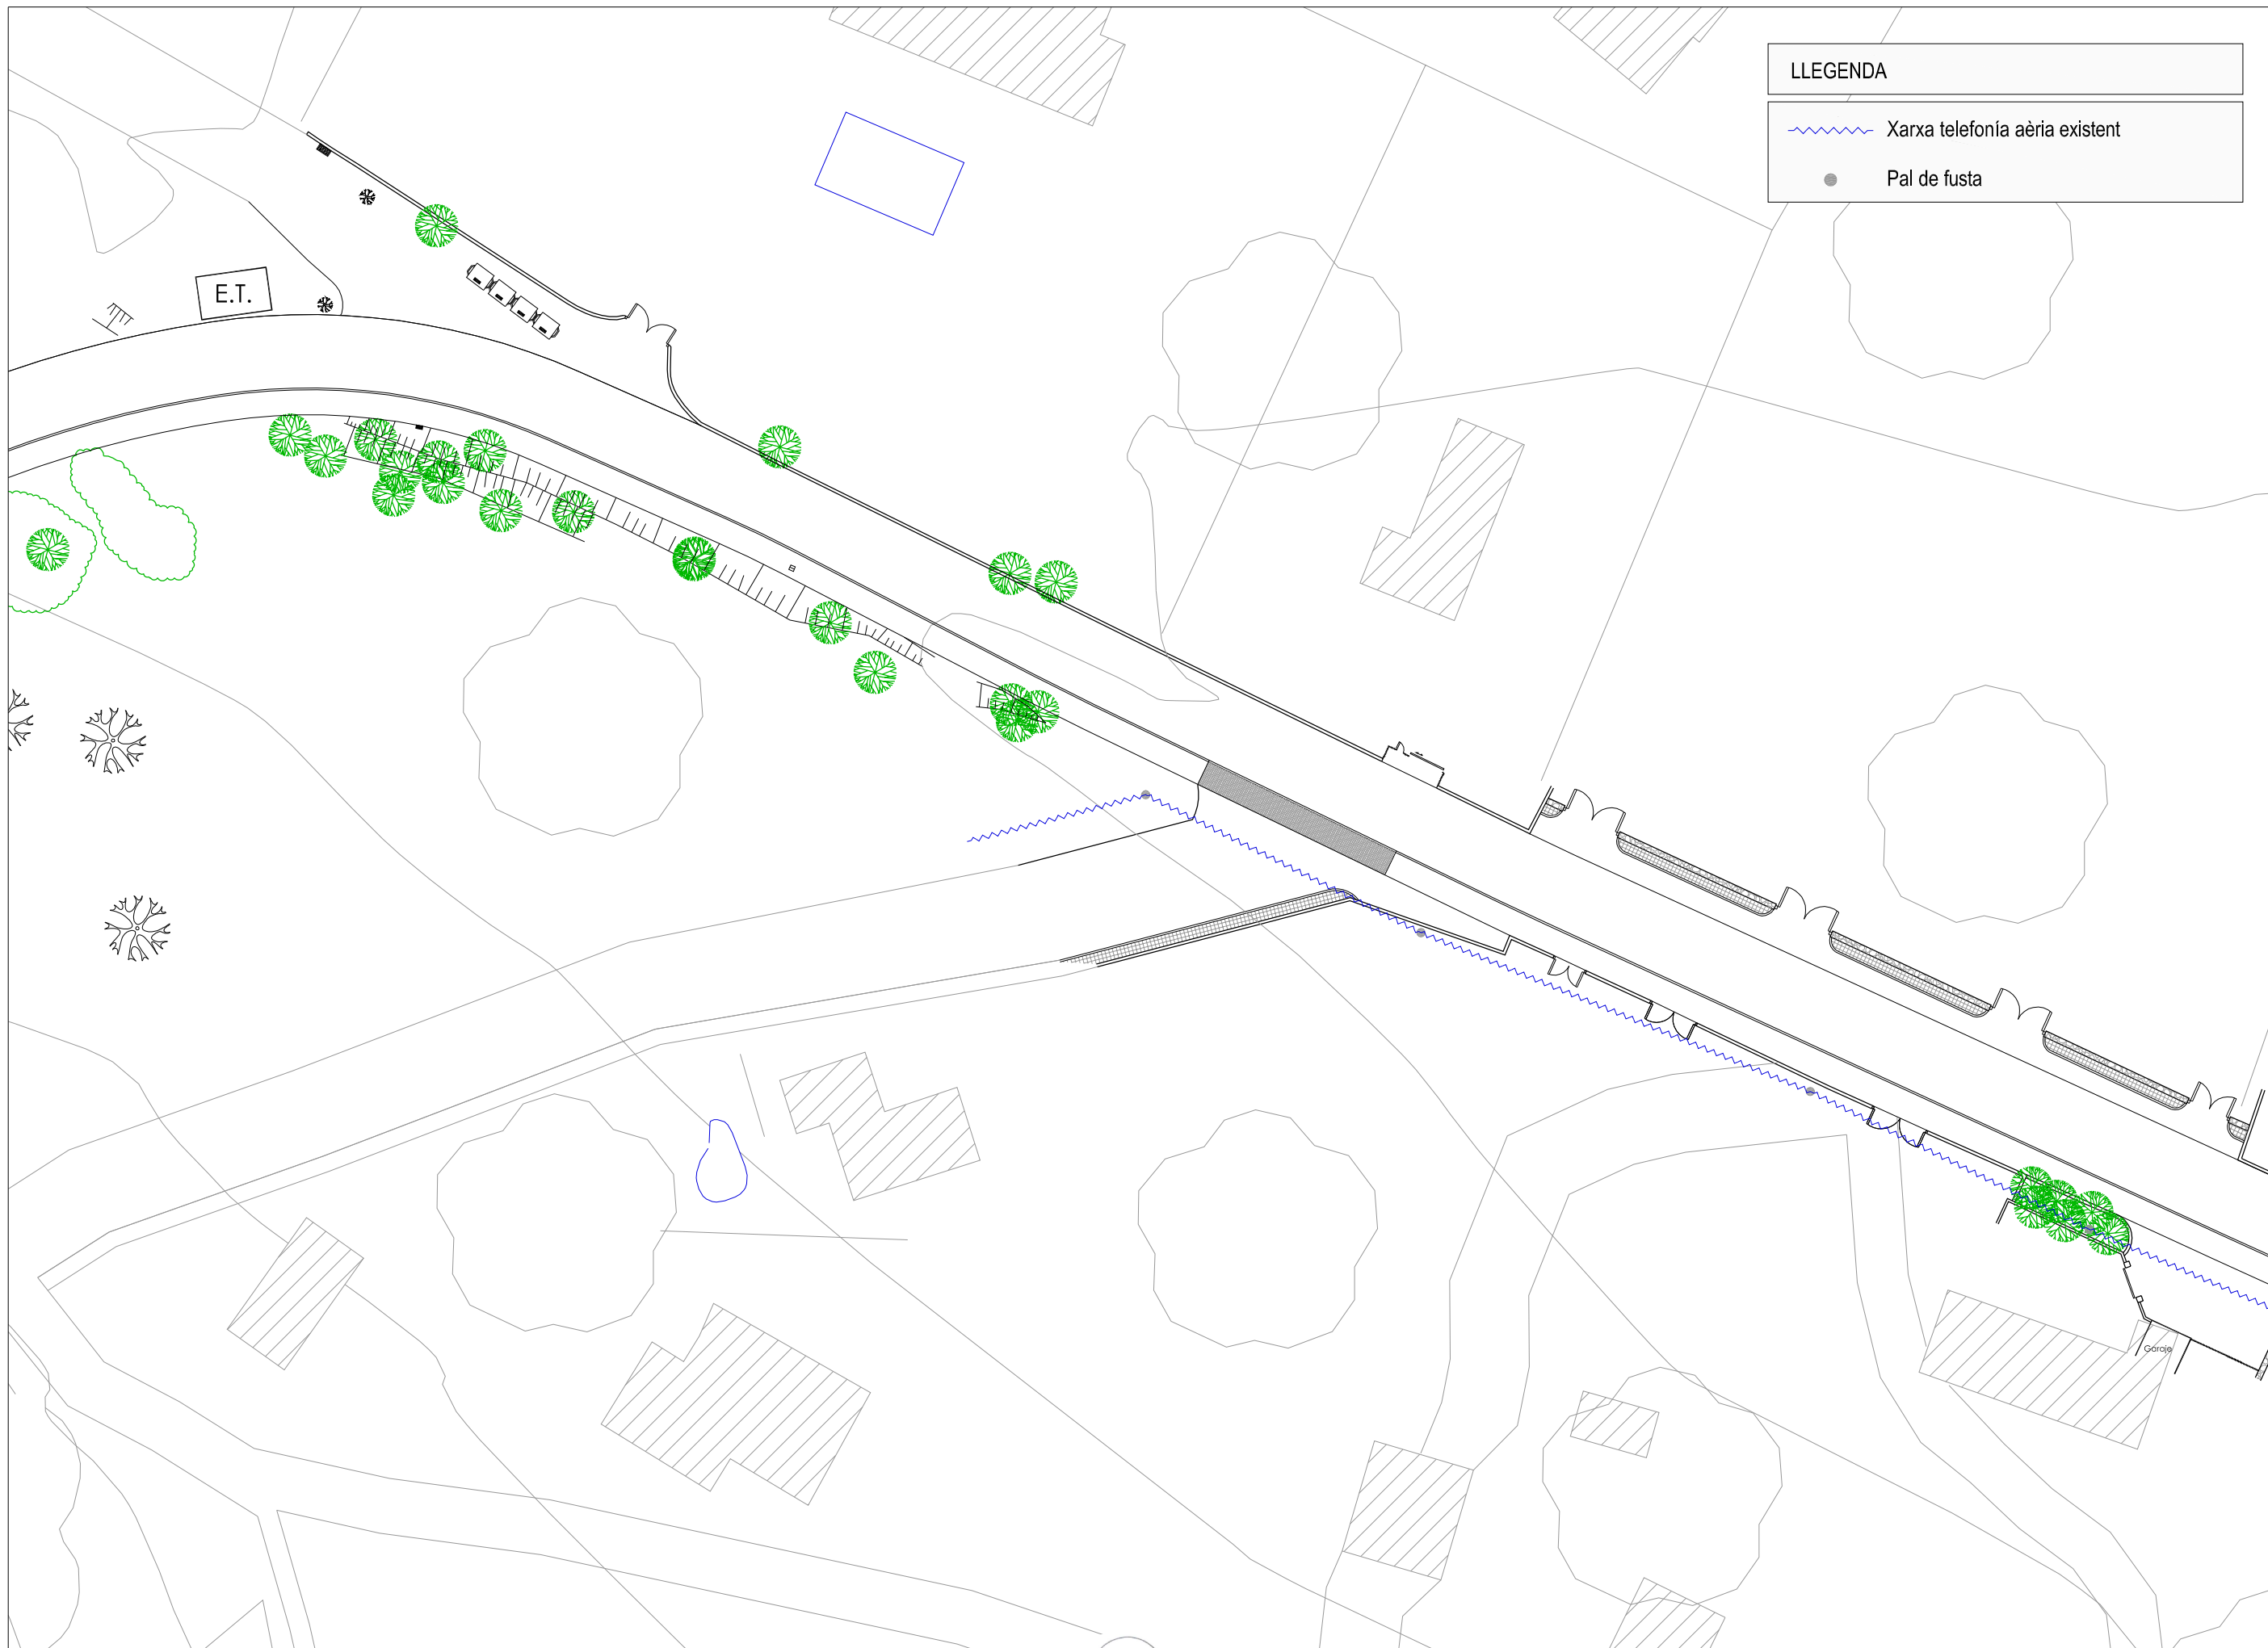 LLEGENDA
Xarxa telefonía aèria existent
Pal de fusta
E.T.
Garaje